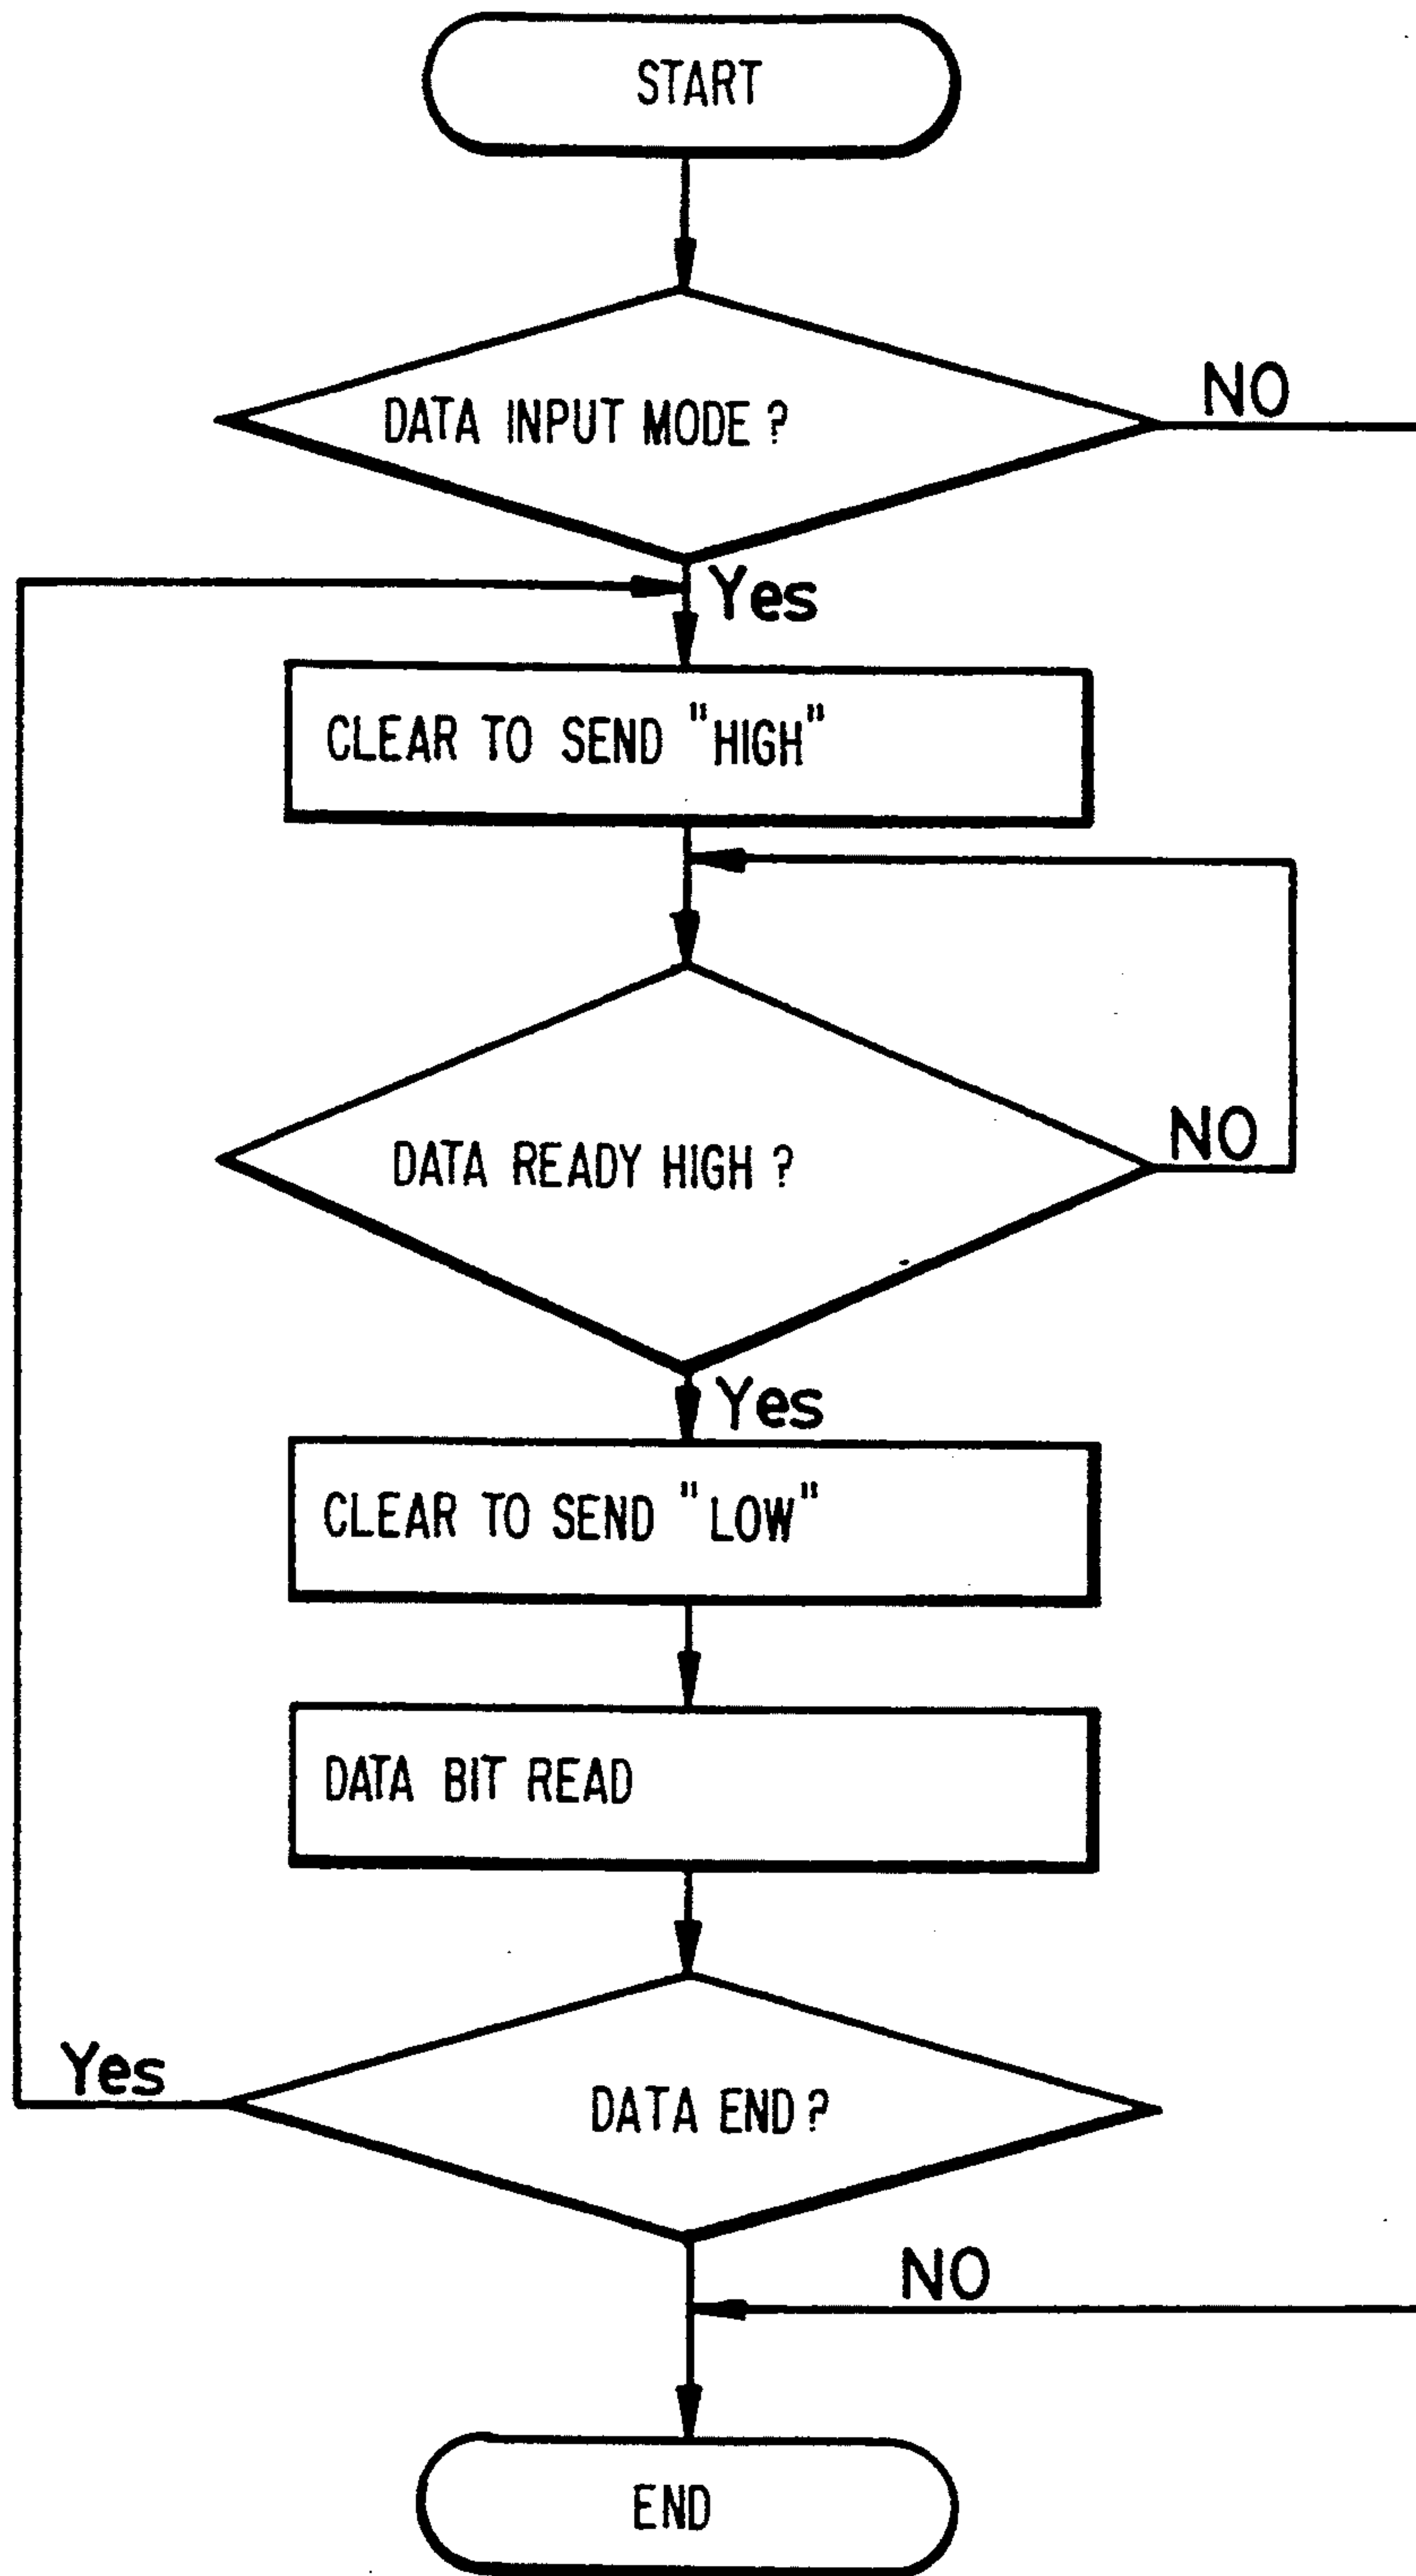 START
DATA INPUT MODE ?
NO
Yes
CLEAR TO SEND "HIGH"
DATA READY HIGH ?
NO
Yes
CLEAR TO SEND "LOW"
DATA BIT READ
Yes
DATA END ?
NO
END